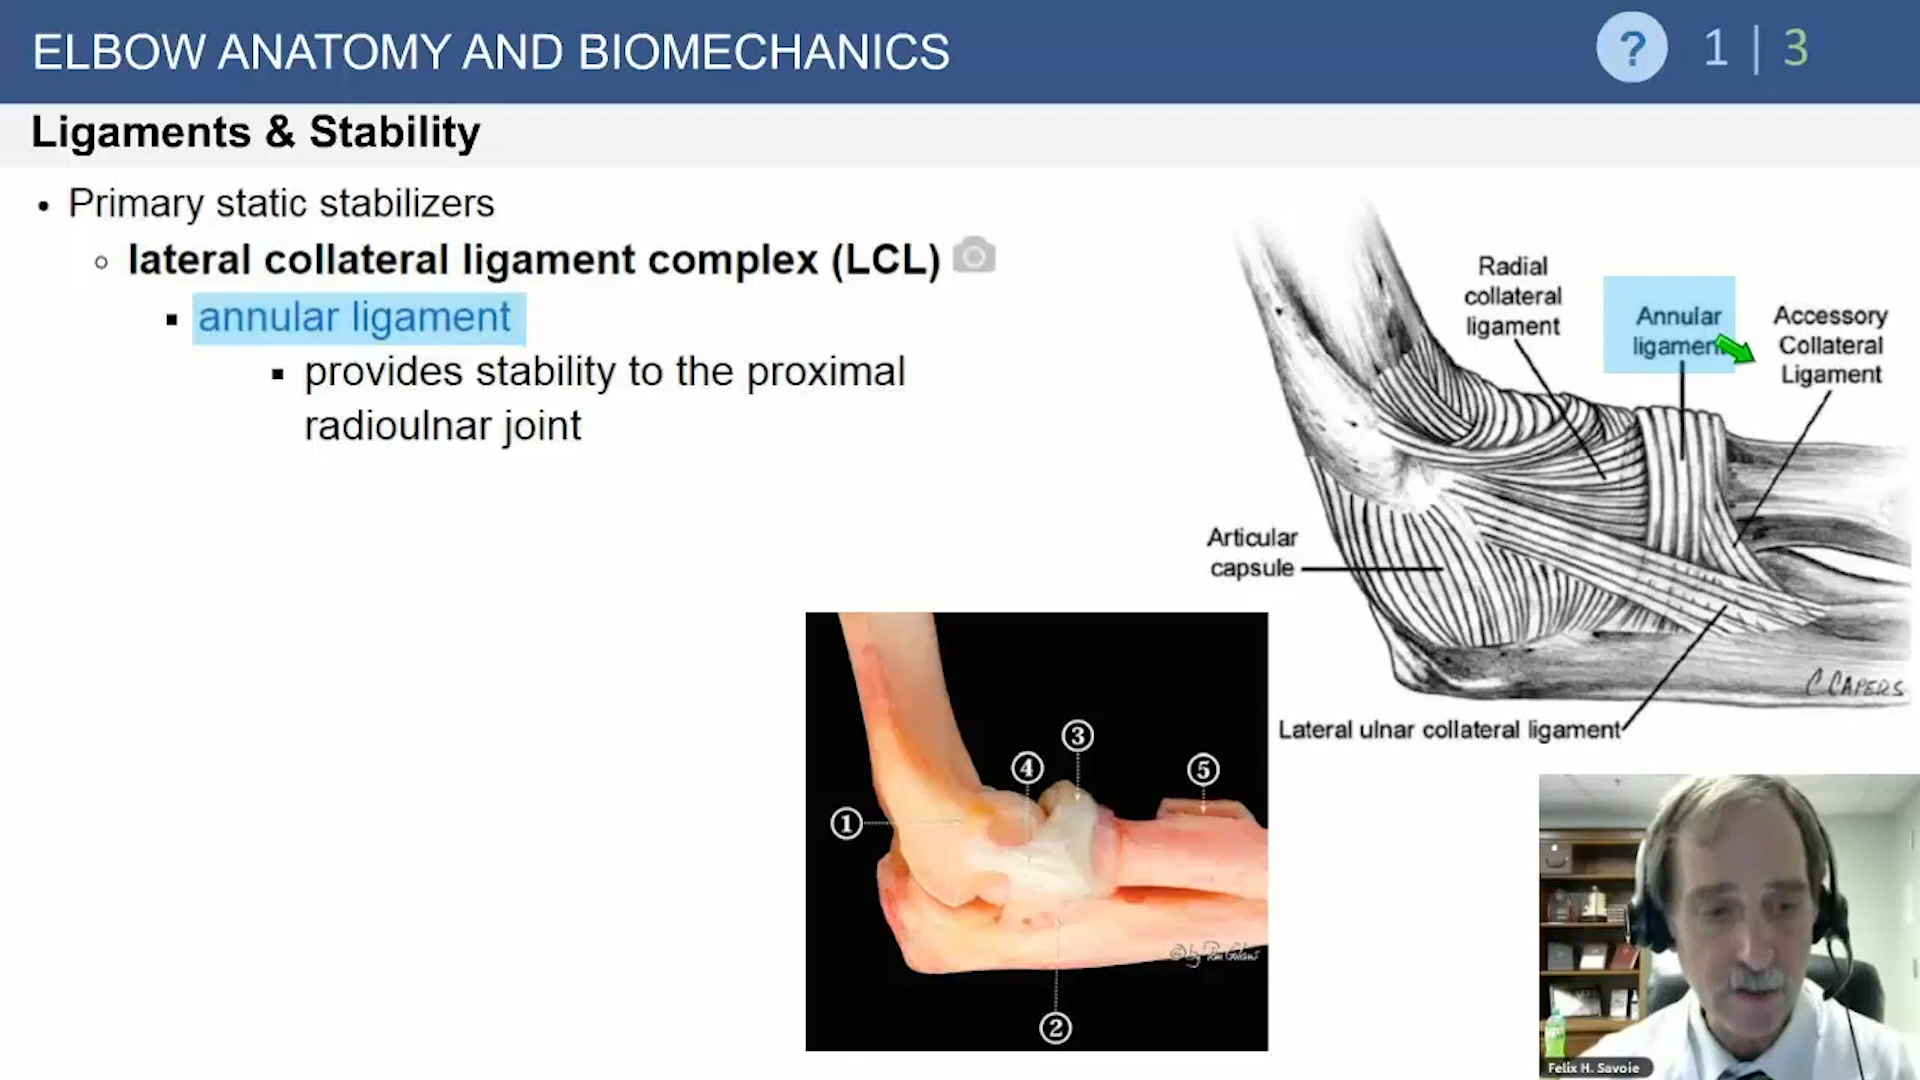 ELBOW ANATOMY AND BIOMECHANICS
? 1 | 3
Ligaments & Stability
• Primary static stabilizers
○ lateral collateral ligament complex (LCL)
▪ annular ligament
▪ provides stability to the proximal
radioulnar joint
Radial
collateral
ligament
Annular
ligament
Accessory
Collateral
Ligament
Articular
capsule
C CAPERS
Lateral ulnar collateral ligament
3
4
5
1
2
Felix H. Savoie